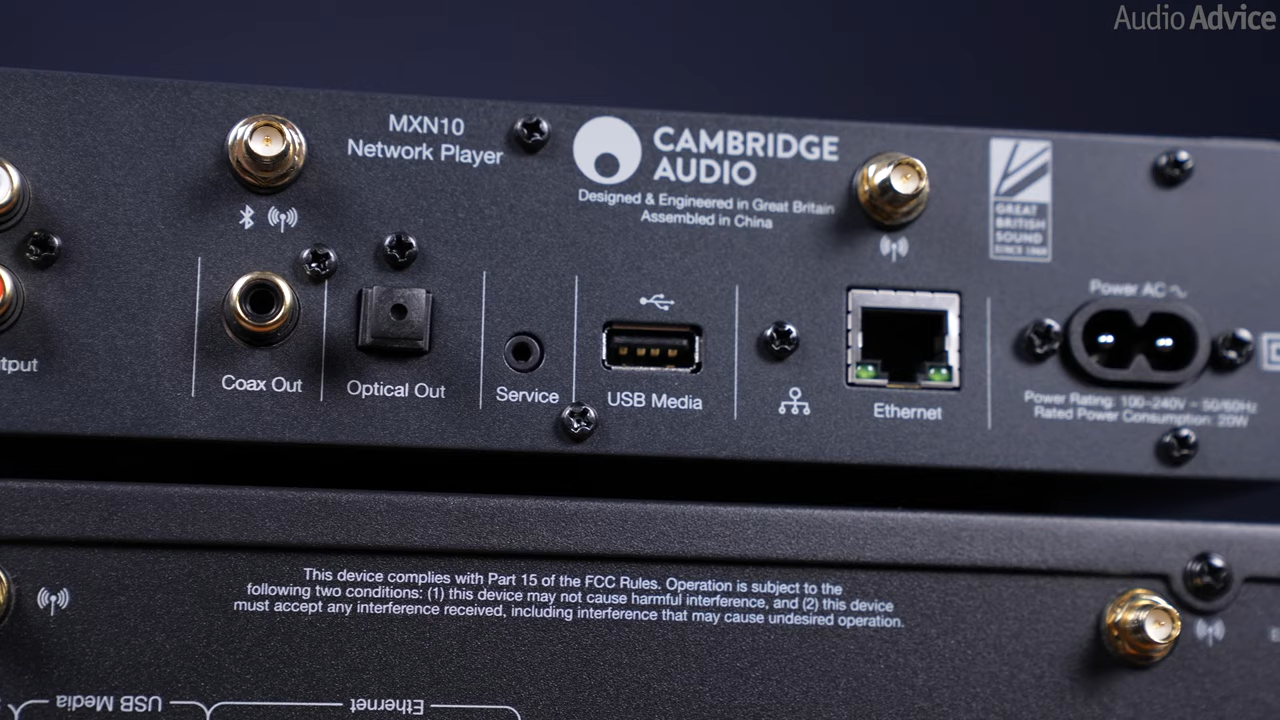 Audio Advice
MXN10
Network Player
CAMBRIDGE
AUDIO
Designed & Engineered in Great Britain
Assembled in China
GREAT
BRITISH
SOUND
Power AC
Coax Out
Optical Out
Service
USB Media
Ethernet
Power Rating: 100-240V ~ 50/60Hz
Rated Power Consumption: 20W
This device complies with Part 15 of the FCC Rules. Operation is subject to the
following two conditions: (1) this device may not cause harmful interference, and (2) this device
must accept any interference received, including interference that may cause undesired operation.
USB Media
Ethernet